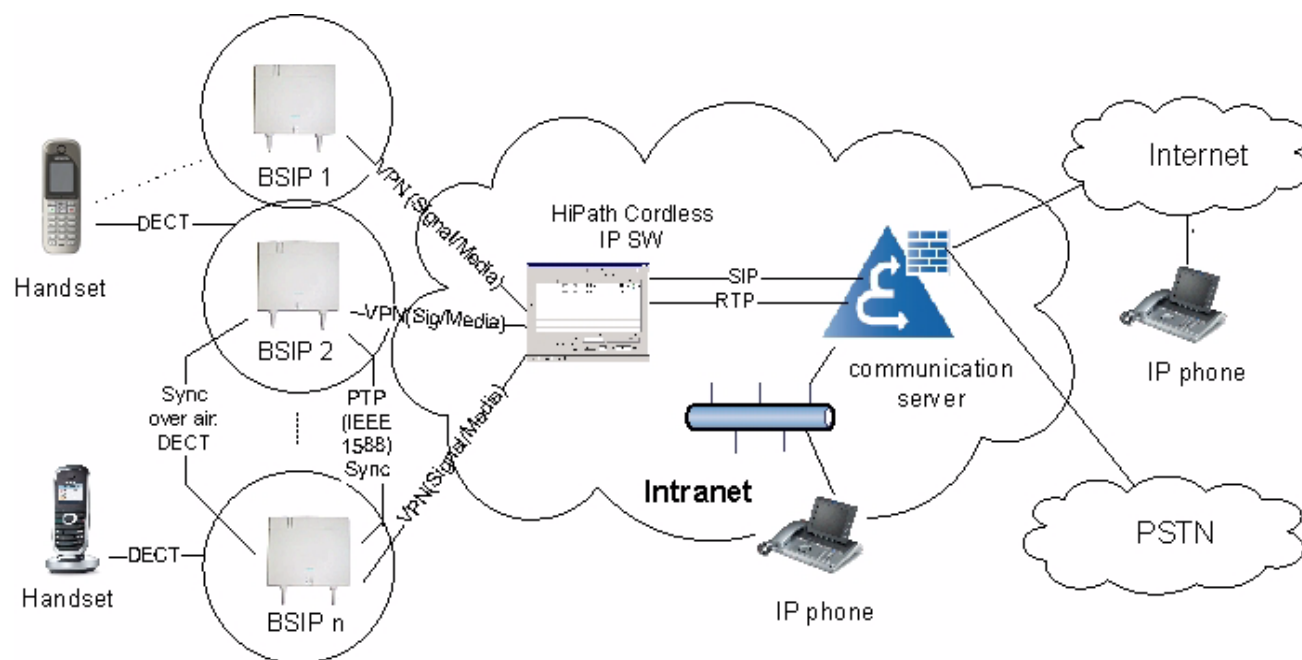 BSIP 1
VPN(Signal/Media)
DECT
Handset
BSIP 2
VPN(Sig/Media)
HiPath Cordless
IP SW
SIP
RTP
communication
server
Internet
IP phone
Sync
over air.
DECT
PTP
(IEEE
1588)
Sync
VPN(Signal/Media)
Intranet
PSTN
DECT
Handset
BSIP n
IP phone